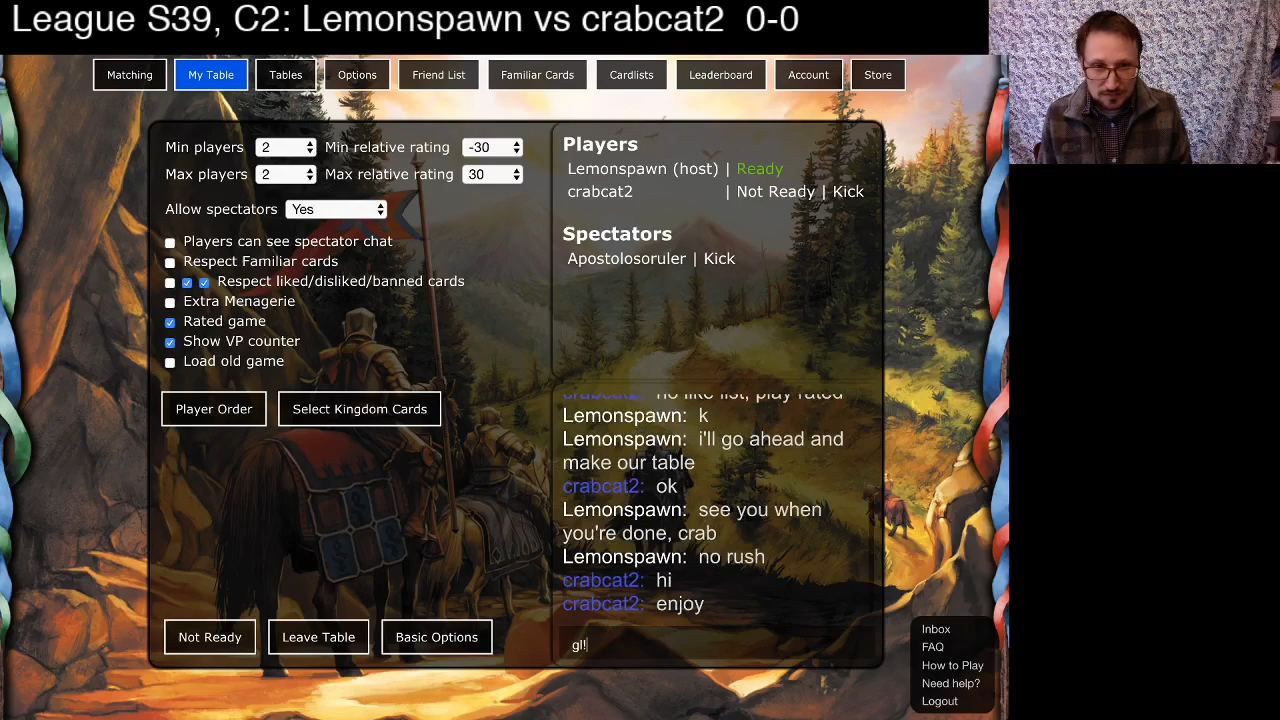 League S39, C2: Lemonspawn vs crabcat2 0-0
Matching
My Table
Tables
Options
Friend List
Familiar Cards
Cardlists
Leaderboard
Account
Store
Min players 2 Min relative rating -30
Max players 2 Max relative rating 30
Allow spectators Yes
Players can see spectator chat
Respect Familiar cards
Respect liked/disliked/banned cards
Extra Menagerie
Rated game
Show VP counter
Load old game
Player Order
Select Kingdom Cards
Not Ready
Leave Table
Basic Options
Players
Lemonspawn (host) | Ready
crabcat2 | Not Ready | Kick
Spectators
Apostolosoruler | Kick
crabcat2: no like list, play rated
Lemonspawn: k
Lemonspawn: i'll go ahead and
make our table
crabcat2: ok
Lemonspawn: see you when
you're done, crab
Lemonspawn: no rush
crabcat2: hi
crabcat2: enjoy
gl!
Inbox
FAQ
How to Play
Need help?
Logout